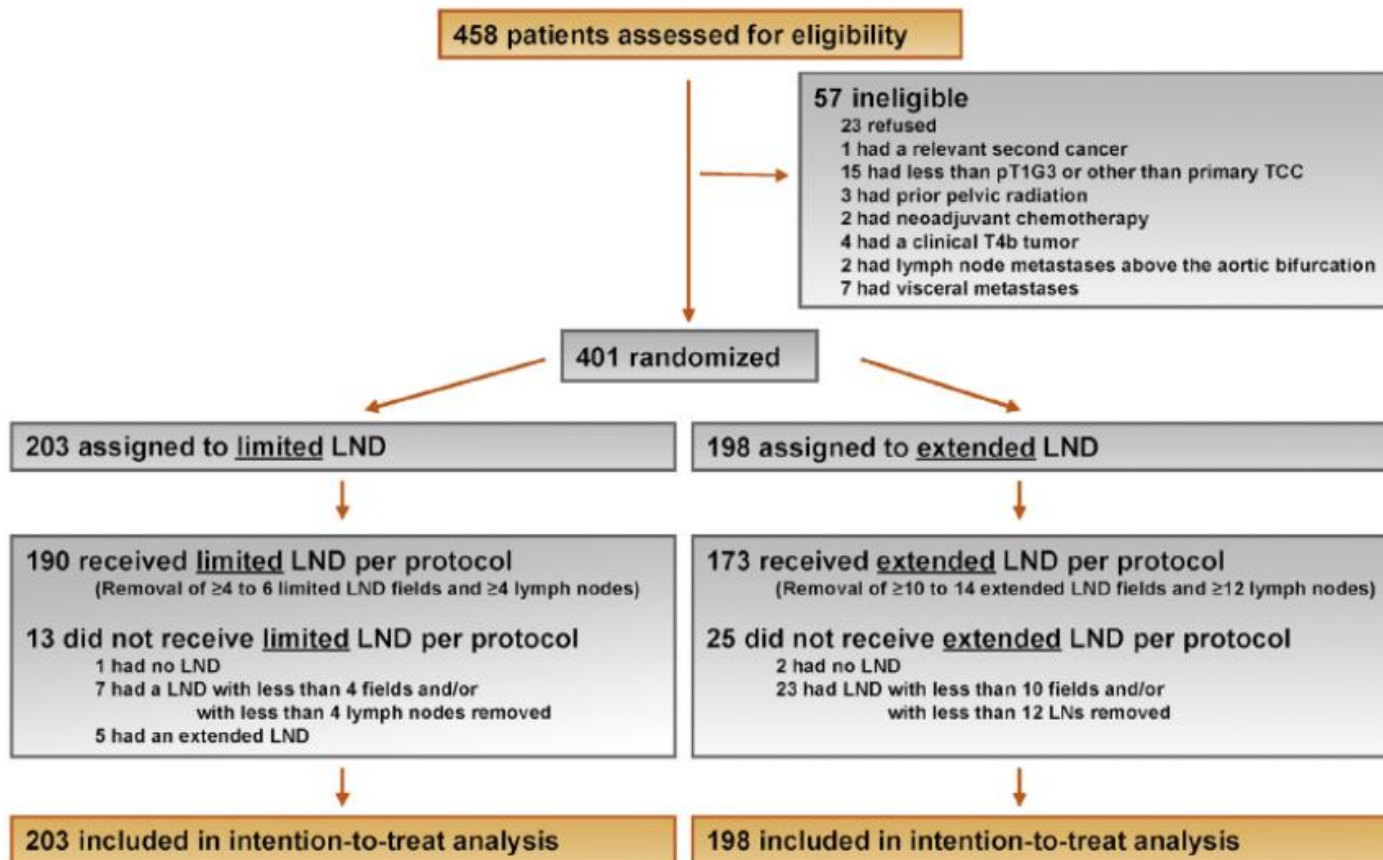 458 patients assessed for eligibility
57 ineligible
23 refused
1 had a relevant second cancer
15 had less than pT1G3 or other than primary TCC
3 had prior pelvic radiation
2 had neoadjuvant chemotherapy
4 had a clinical T4b tumor
2 had lymph node metastases above the aortic bifurcation
7 had visceral metastases
401 randomized
203 assigned to limited LND
190 received limited LND per protocol
(Removal of ≥4 to 6 limited LND fields and ≥4 lymph nodes)
13 did not receive limited LND per protocol
1 had no LND
7 had a LND with less than 4 fields and/or
with less than 4 lymph nodes removed
5 had an extended LND
203 included in intention-to-treat analysis
198 assigned to extended LND
173 received extended LND per protocol
(Removal of ≥10 to 14 extended LND fields and ≥12 lymph nodes)
25 did not receive extended LND per protocol
2 had no LND
23 had LND with less than 10 fields and/or
with less than 12 LNs removed
198 included in intention-to-treat analysis